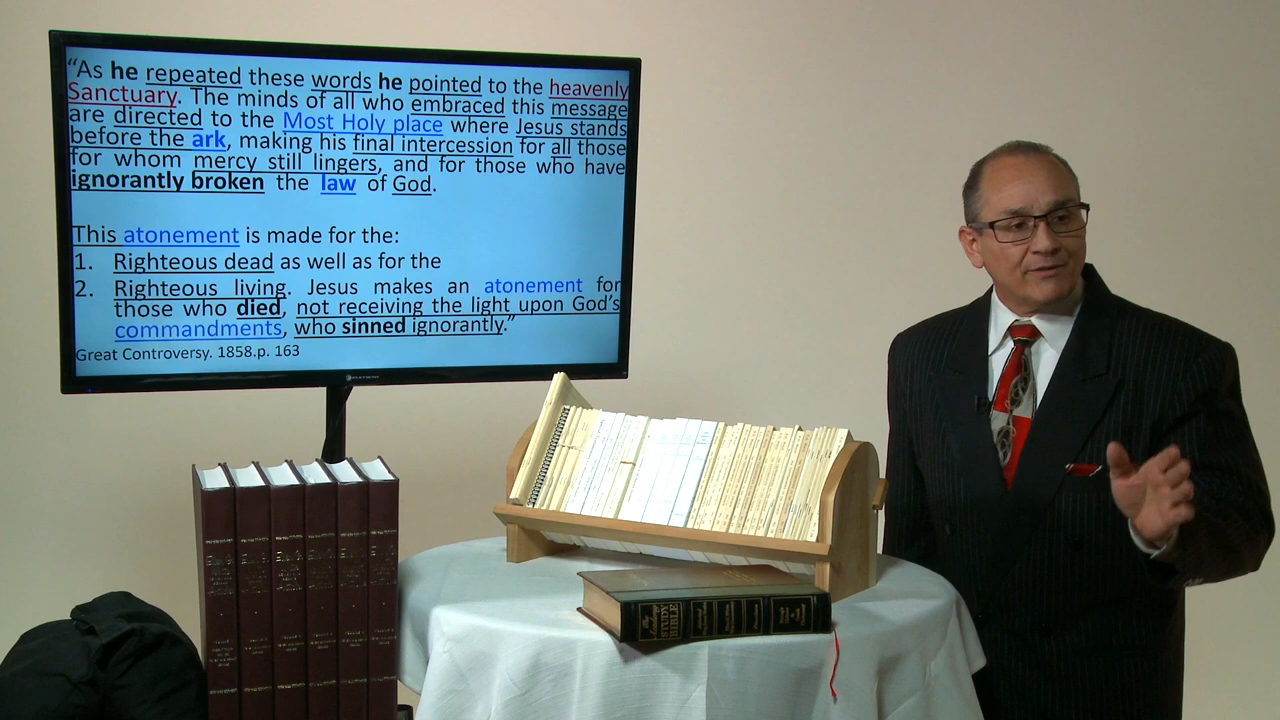 “As he repeated these words he pointed to the heavenly
Sanctuary. The minds of all who embraced this message
are directed to the Most Holy place where Jesus stands
before the ark, making his final intercession for all those
for whom mercy still lingers, and for those who have
ignorantly broken the law of God.
This atonement is made for the:
1. Righteous dead as well as for the
2. Righteous living. Jesus makes an atonement for
those who died, not receiving the light upon God’s
commandments, who sinned ignorantly.”
Great Controversy. 1858.p. 163
STUDY
BIBLE